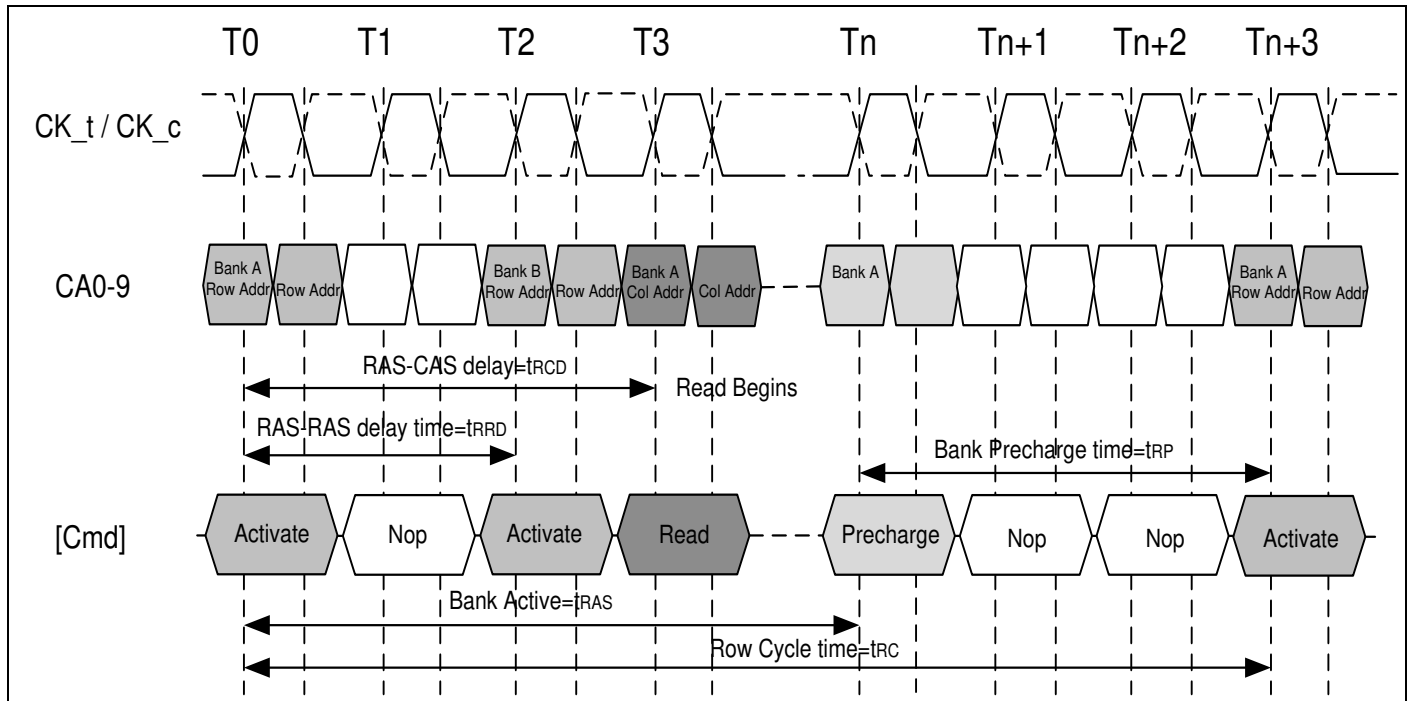 T0 T1 T2 T3 Tn Tn+1 Tn+2 Tn+3
CK_t / CK_c
CA0-9
Bank A Row Addr
Row Addr
Bank B Row Addr
Row Addr
Bank A Col Addr
Col Addr
Bank A
Bank A Row Addr
Row Addr
RAS-CAS delay=tRCD
Read Begins
RAS-RAS delay time=tRRD
Bank Precharge time=tRP
[Cmd] Activate Nop Activate Read Precharge Nop Nop Activate
Bank Active=tRAS
Row Cycle time=tRC